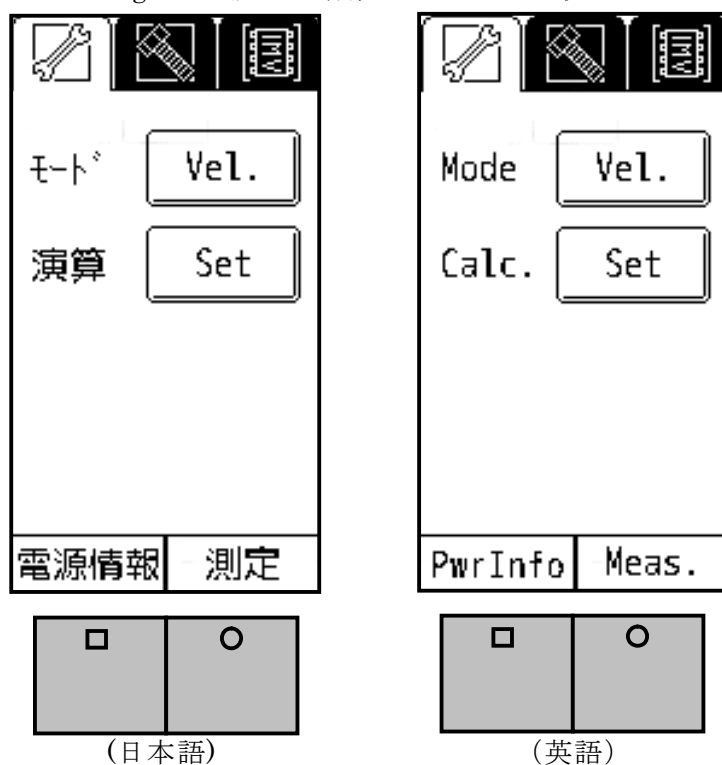 モード Vel.
演算 Set
電源情報 測定
(日本語)
Mode Vel.
Calc. Set
PwrInfo Meas.
(英語)